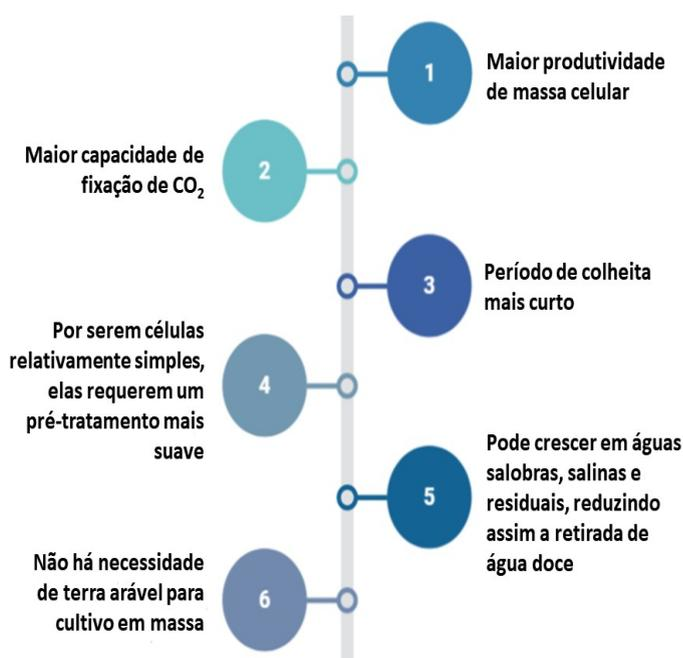 1
Maior produtividade
de massa celular
Maior capacidade de
fixação de CO₂
2
3
Período de colheita
mais curto
Por serem células
relativamente simples,
elas requerem um
pré-tratamento mais
suave
4
5
Pode crescer em águas
salobras, salinas e
residuais, reduzindo
assim a retirada de
água doce
Não há necessidade
de terra arável para
cultivo em massa
6